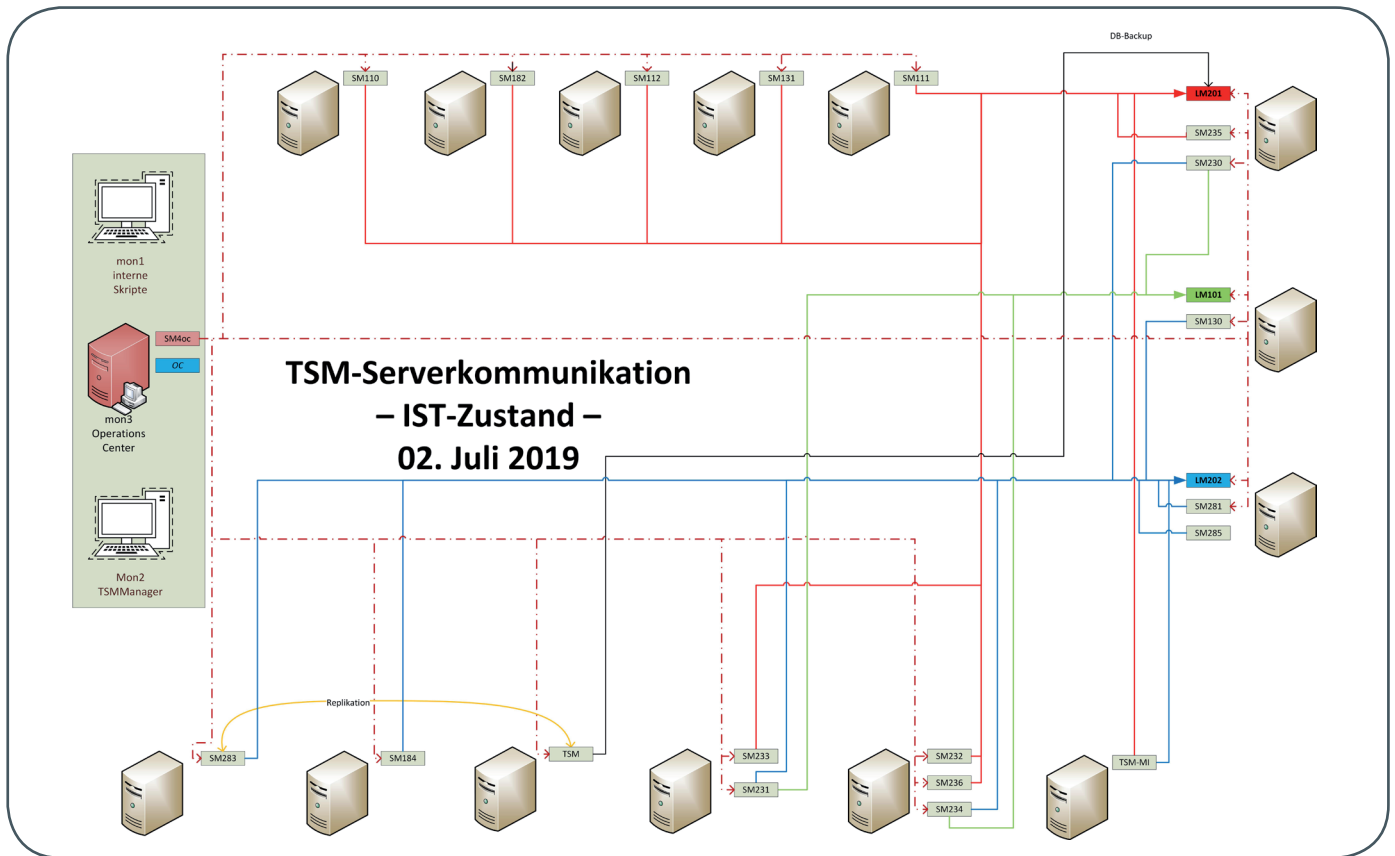 DB-Backup
SM110
SM182
SM112
SM131
SM111
LM201
SM235
SM230
mon1
interne
Skripte
LM101
SM130
SM4oc
OC
mon3
Operations
Center
TSM-Serverkommunikation
– IST-Zustand –
02. Juli 2019
LM202
SM281
SM285
Mon2
TSMManager
Replikation
SM283
SM184
TSM
SM233
SM231
SM232
SM236
SM234
TSM-MI